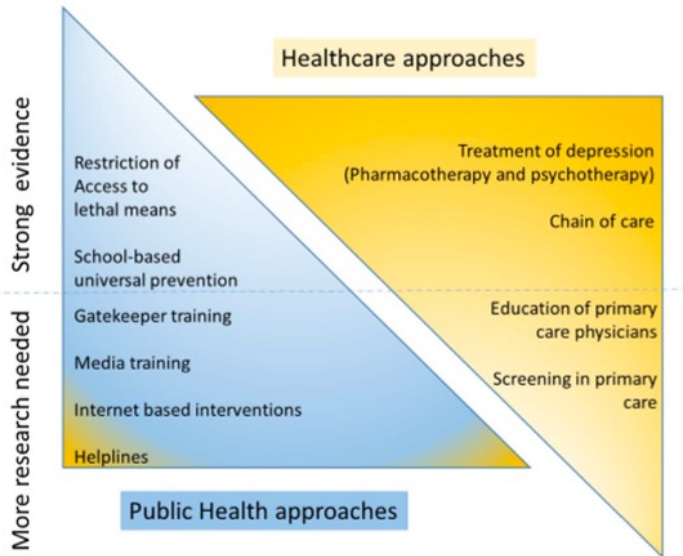 Healthcare approaches
Strong evidence
Restriction of
Access to
lethal means
School-based
universal prevention
Treatment of depression
(Pharmacotherapy and psychotherapy)
Chain of care
More research needed
Gatekeeper training
Media training
Internet based interventions
Helplines
Education of primary
care physicians
Screening in primary
care
Public Health approaches